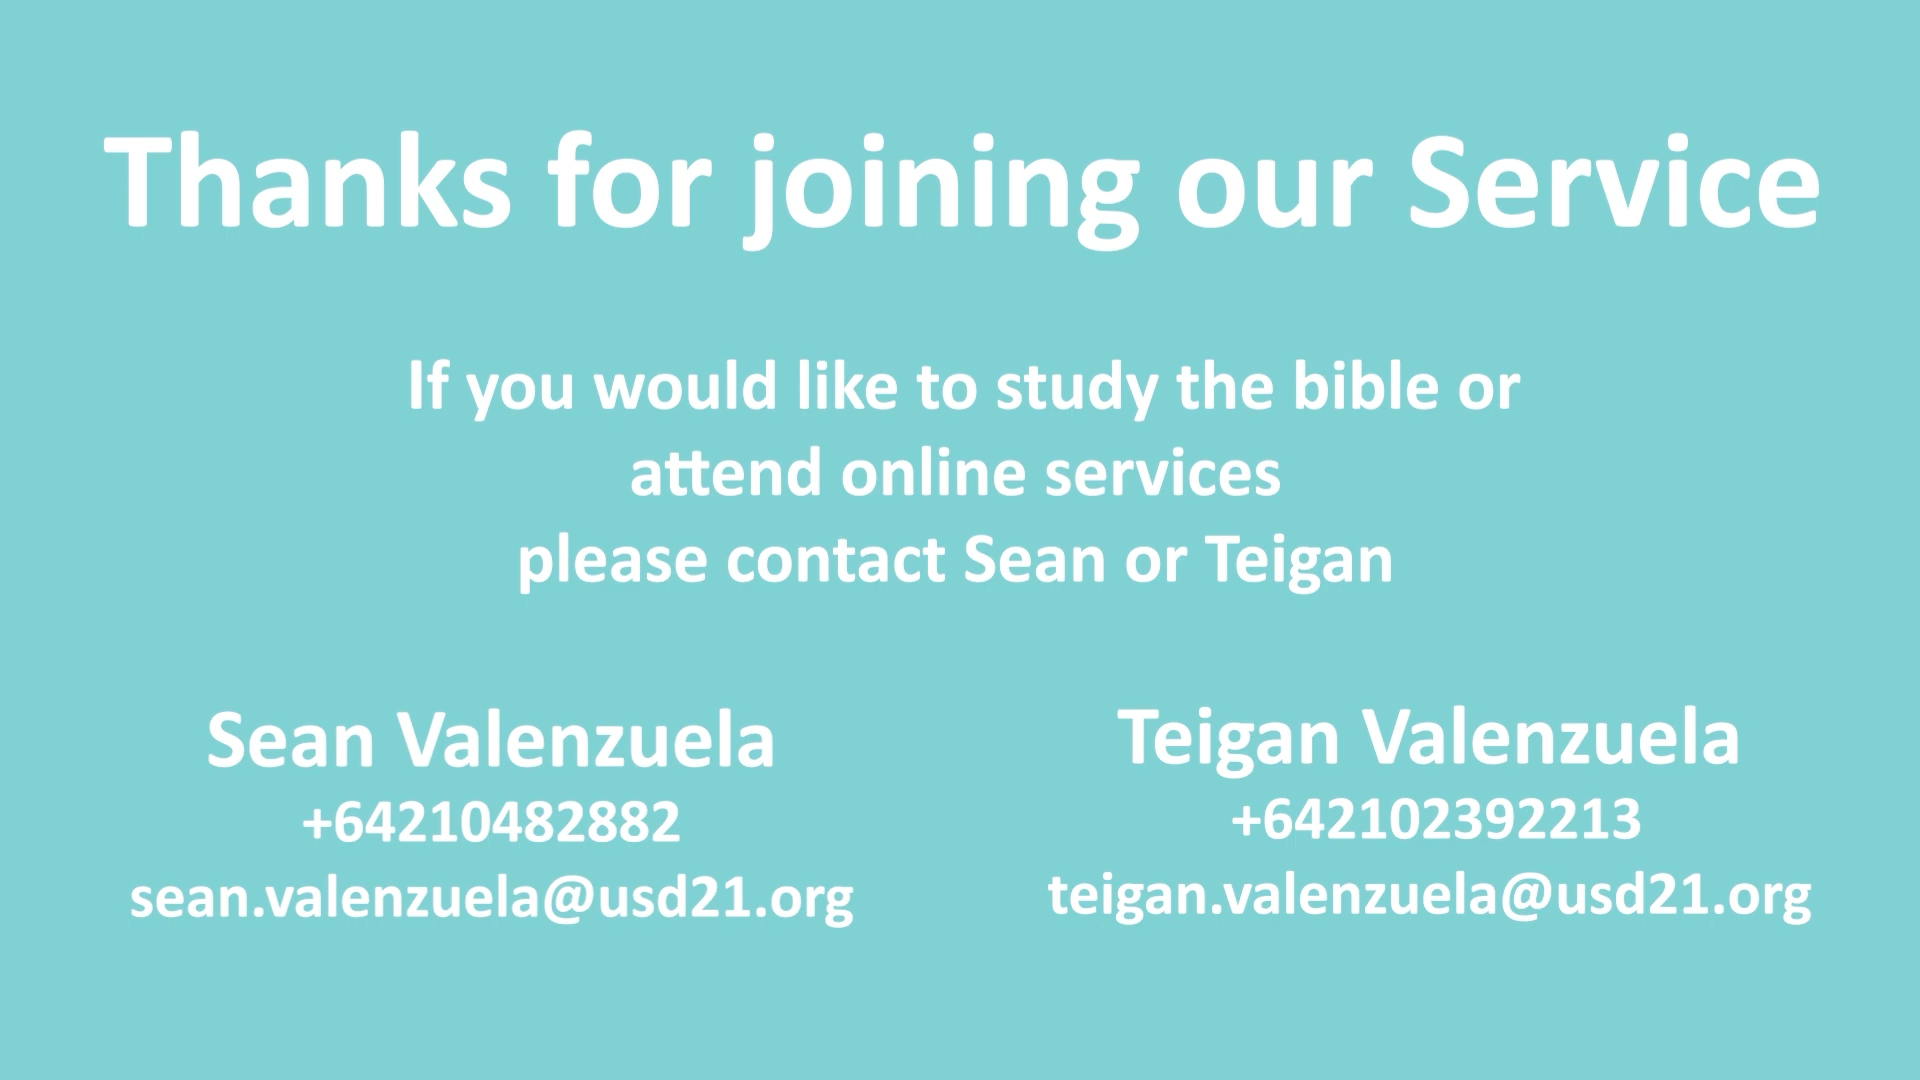 Thanks for joining our Service
If you would like to study the bible or
attend online services
please contact Sean or Teigan
Sean Valenzuela
+64210482882
sean.valenzuela@usd21.org
Teigan Valenzuela
+642102392213
teigan.valenzuela@usd21.org